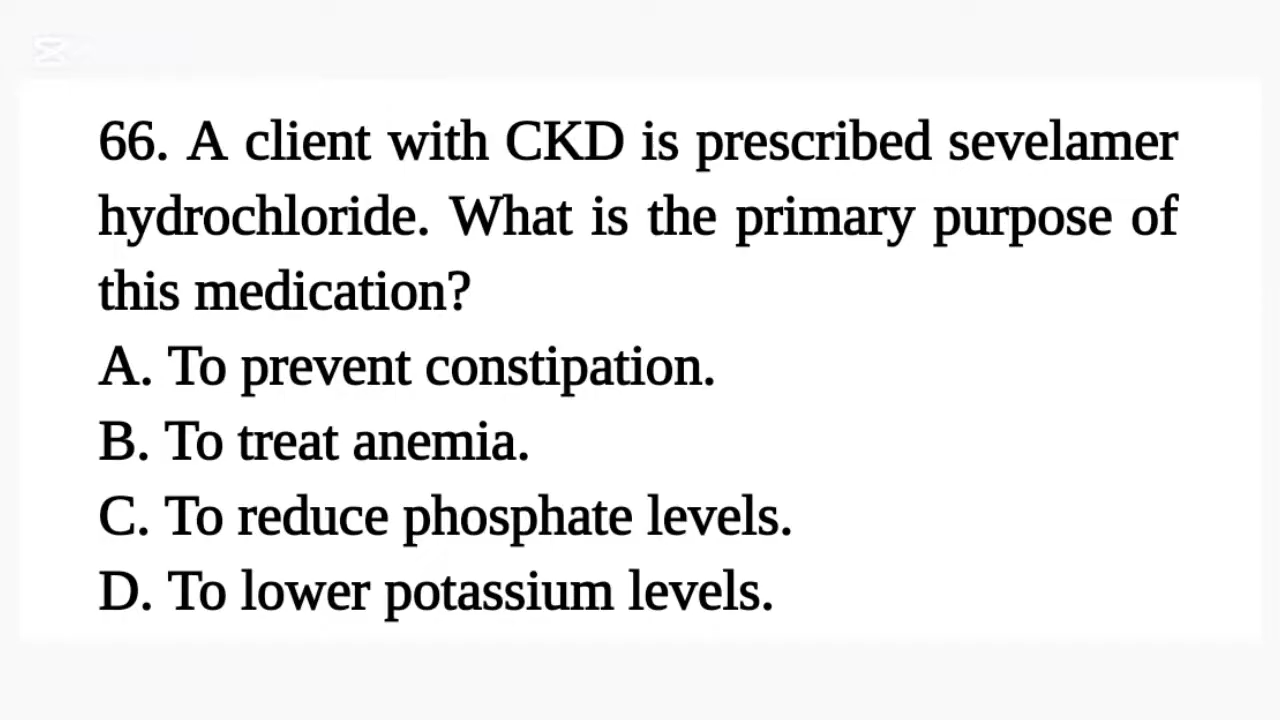 66. A client with CKD is prescribed sevelamer
hydrochloride. What is the primary purpose of
this medication?
A. To prevent constipation.
B. To treat anemia.
C. To reduce phosphate levels.
D. To lower potassium levels.